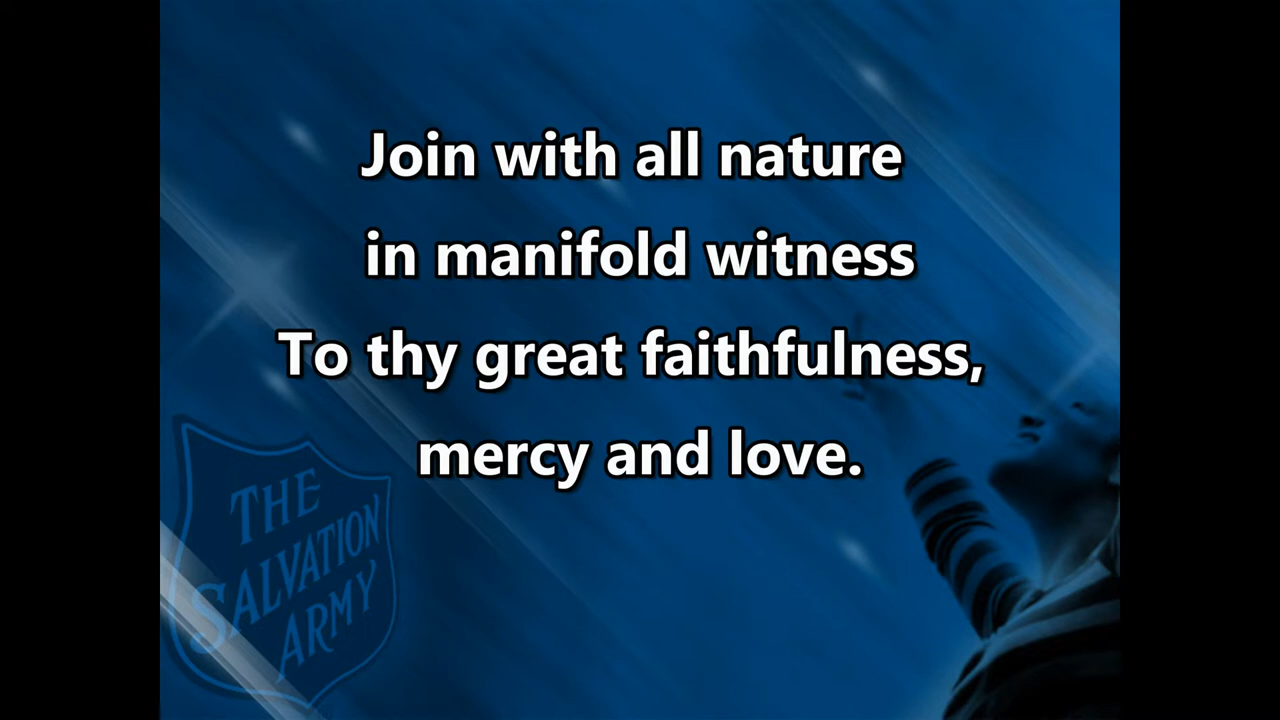 Join with all nature
in manifold witness
To thy great faithfulness,
mercy and love.
THE
SALVATION
ARMY